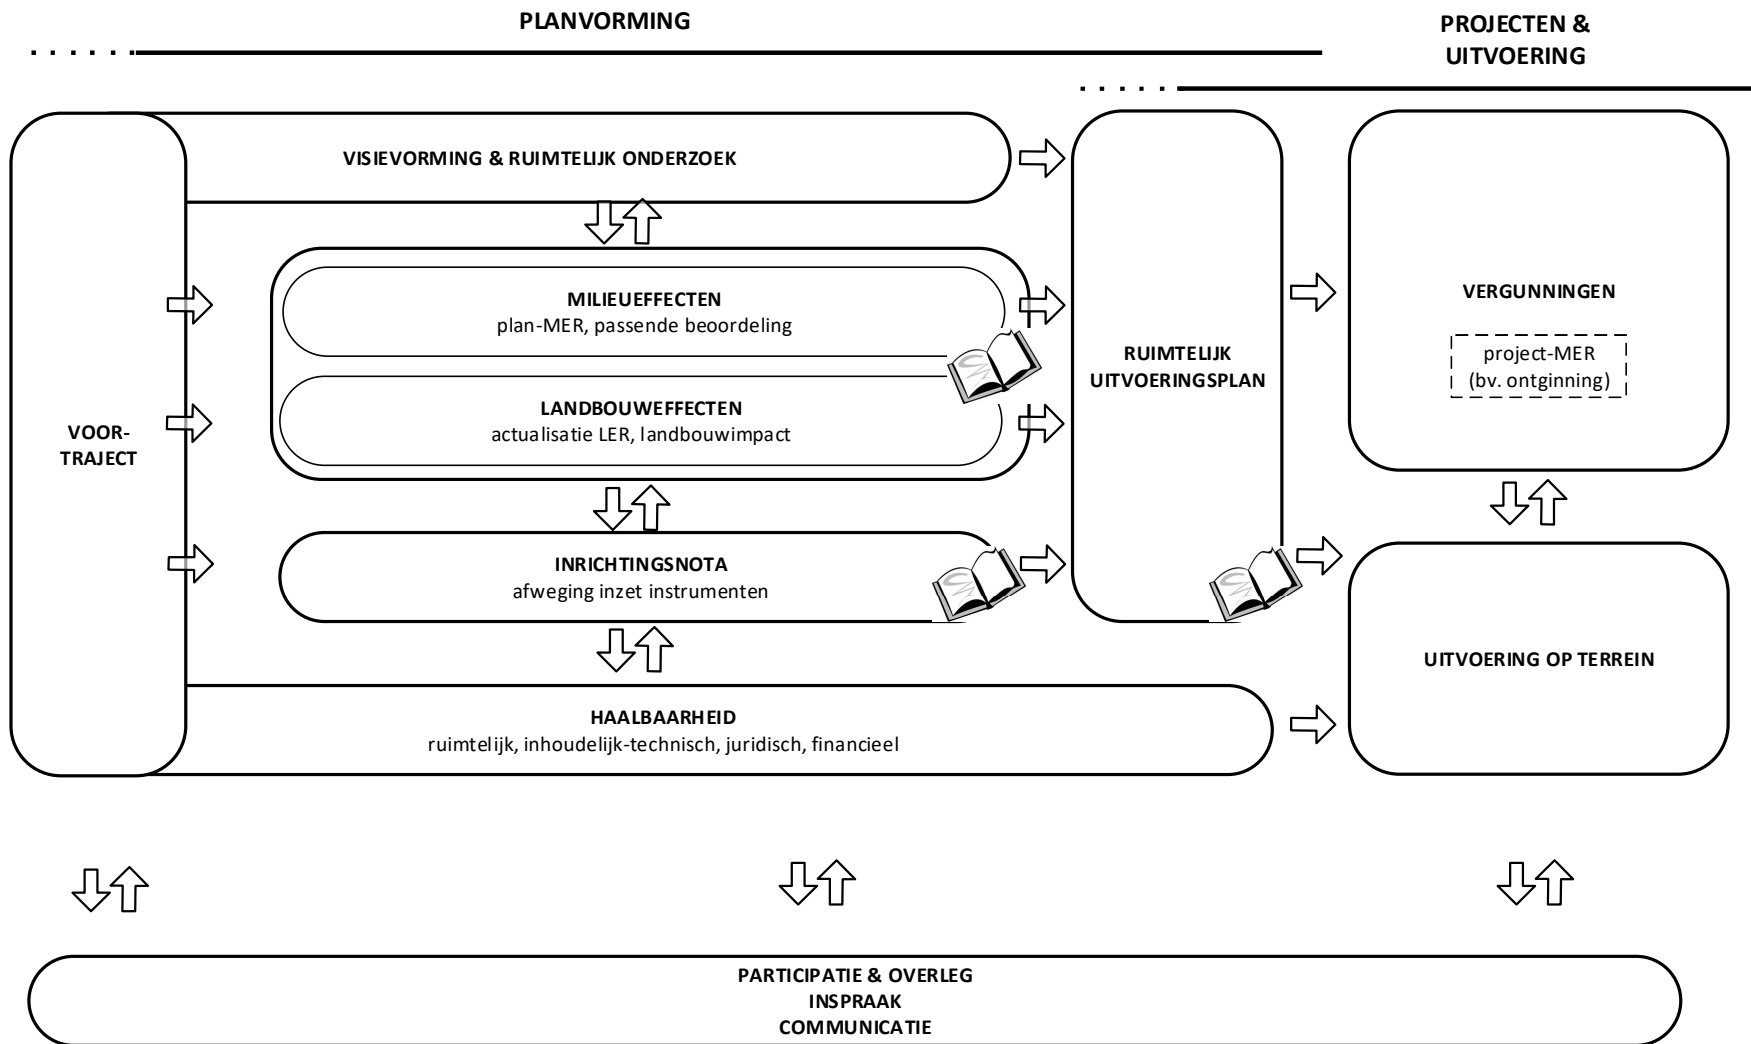 PLANVORMING
PROJECTEN &
UITVOERING
VISIEVORMING & RUIMTELIJK ONDERZOEK
MILIEUEFFECTEN
plan-MER, passende beoordeling
LANDBOUWEFFECTEN
actualisatie LER, landbouwimpact
VOOR-
TRAJECT
INRICHTINGSNOTA
afweging inzet instrumenten
HAALBAARHEID
ruimtelijk, inhoudelijk-technisch, juridisch, financieel
RUIMTELIJK
UITVOERINGSPLAN
VERGUNNINGEN
project-MER
(bv. ontginning)
UITVOERING OP TERREIN
PARTICIPATIE & OVERLEG
INSPRAAK
COMMUNICATIE